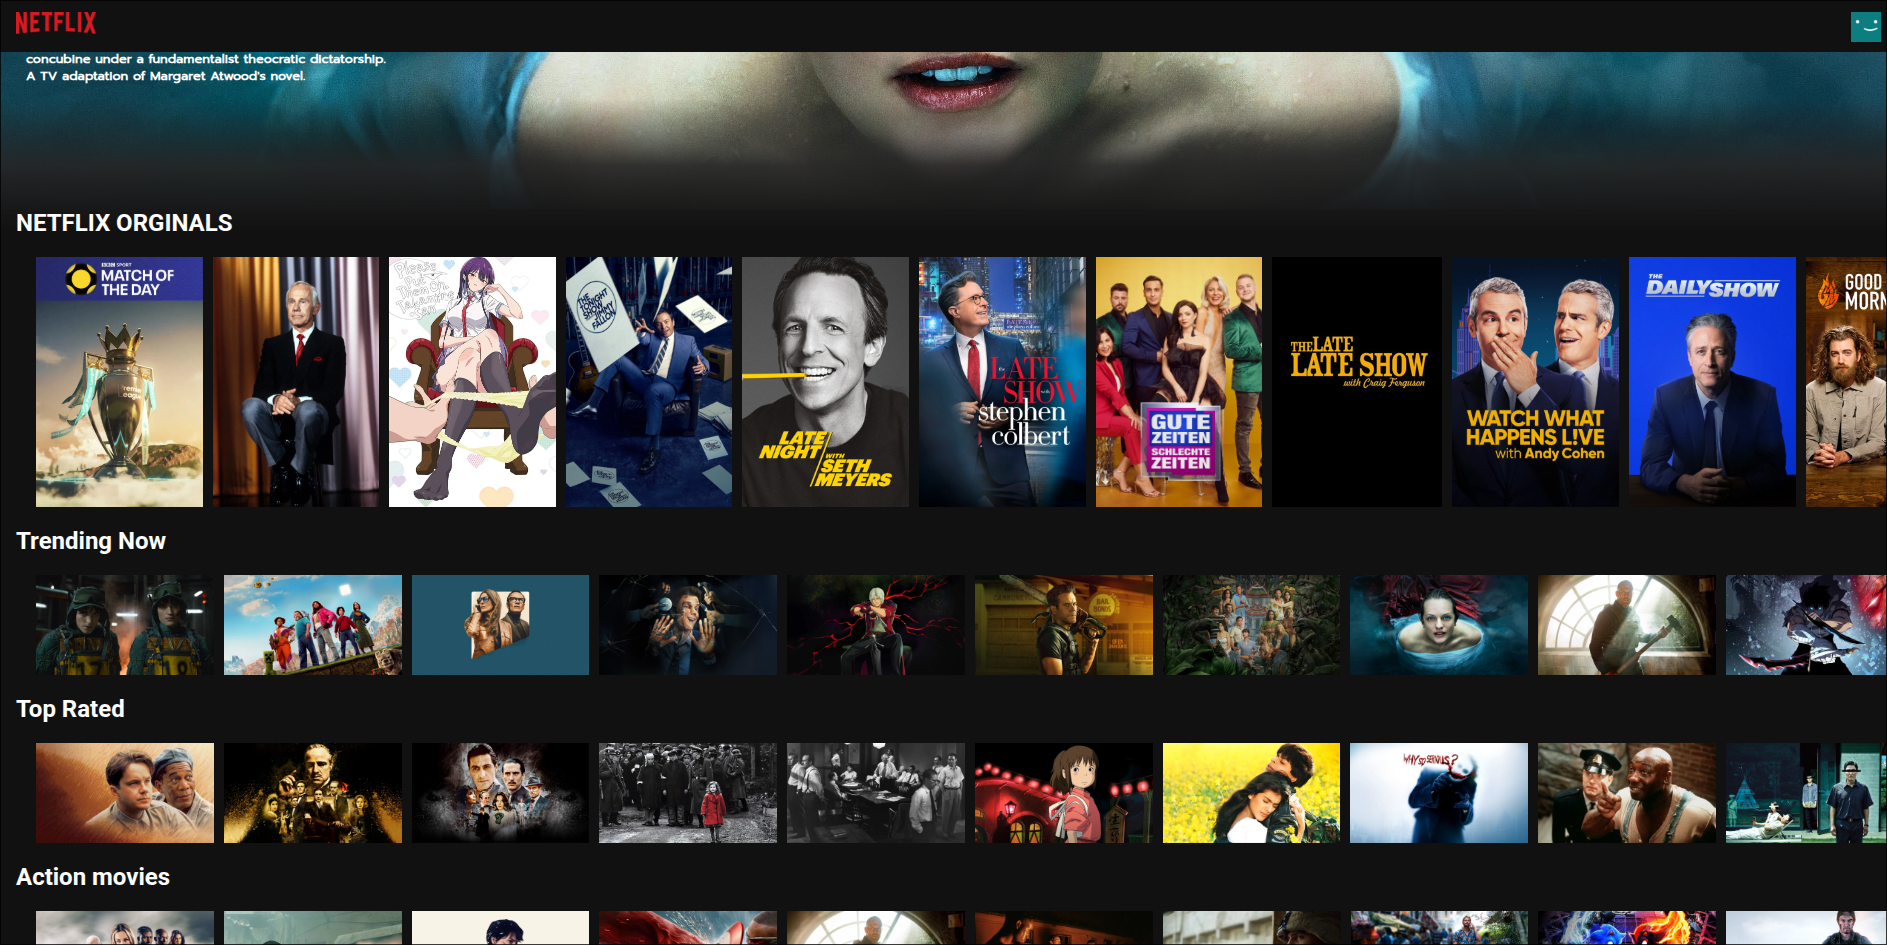 NETFLIX
concubine under a fundamentalist theocratic dictatorship.
A TV adaptation of Margaret Atwood's novel.
NETFLIX ORGINALS
BBC SPORT
MATCH OF
THE DAY
Please
Put
Them On,
Takamine
-san
THE
TONIGHT
SHOW
JIMMY
FALLON
LATE
NIGHT
WITH
SETH
MEYERS
the
LATE
SHOW
with
stephen
colbert
GUTE
ZEITEN
SCHLECHTE
ZEITEN
THE LATE
LATE SHOW
with Craig Ferguson
WATCH WHAT
HAPPENS L!VE
with Andy Cohen
THE
DAILY SHOW
GOOD
MORN
Trending Now
BAIL
BONDS
Top Rated
WHY SO SERIOUS?
Action movies